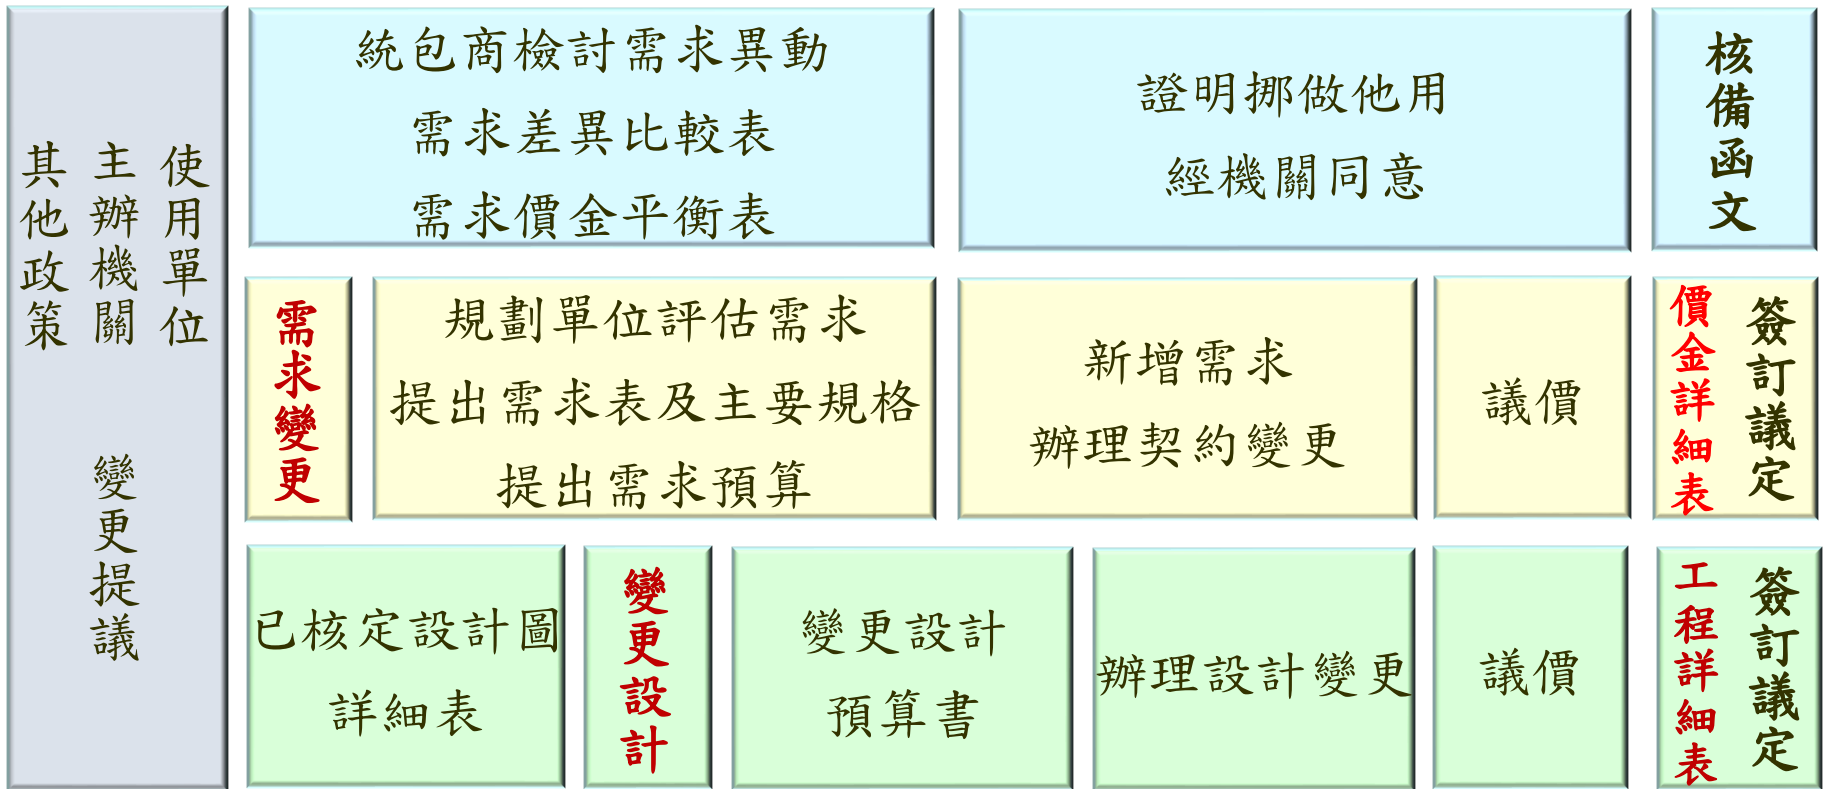 使用單位
主辦機關
其他政策
變更提議
統包商檢討需求異動
需求差異比較表
需求價金平衡表
證明挪做他用
經機關同意
核備函文
需求變更
規劃單位評估需求
提出需求表及主要規格
提出需求預算
新增需求
辦理契約變更
議價
簽訂議定
價金詳細表
已核定設計圖
詳細表
變更設計
變更設計
預算書
辦理設計變更
議價
簽訂議定
工程詳細表